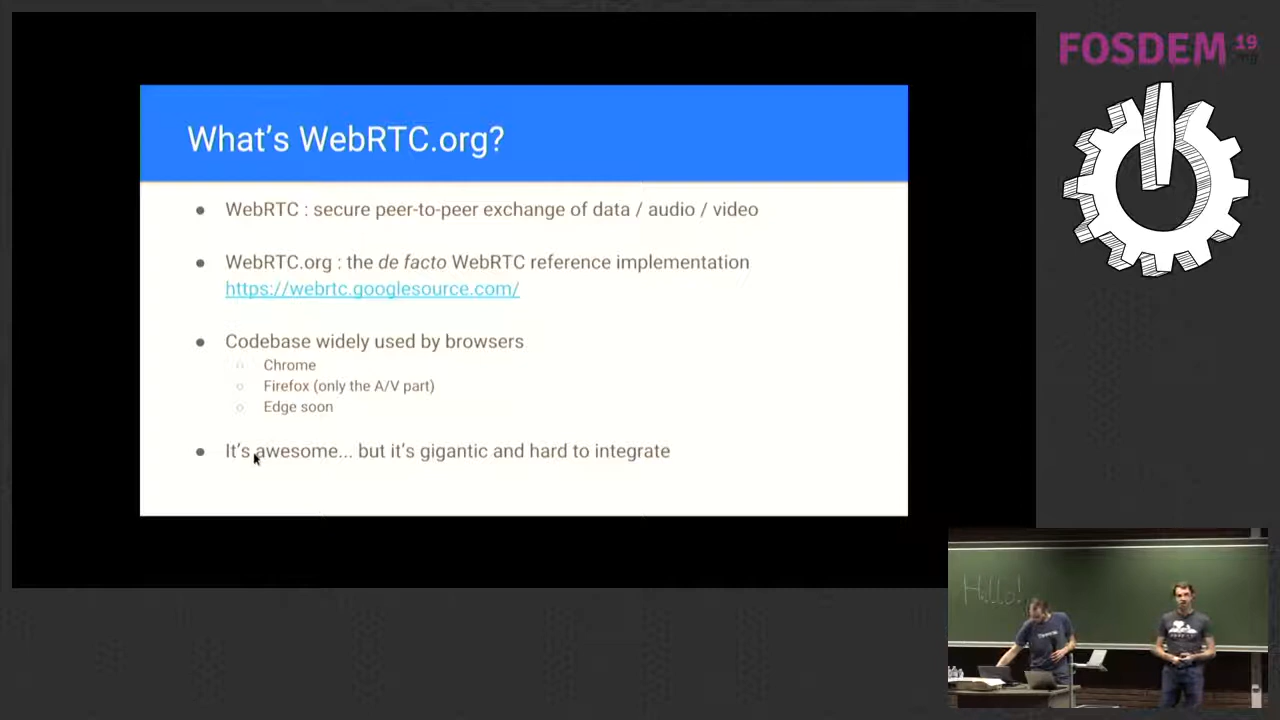 What's WebRTC.org?
WebRTC : secure peer-to-peer exchange of data / audio / video
WebRTC.org : the de facto WebRTC reference implementation
https://webrtc.googlesource.com/
Codebase widely used by browsers
Chrome
Firefox (only the A/V part)
Edge soon
It's awesome... but it's gigantic and hard to integrate
FOSDEM 19
.org
Hello!